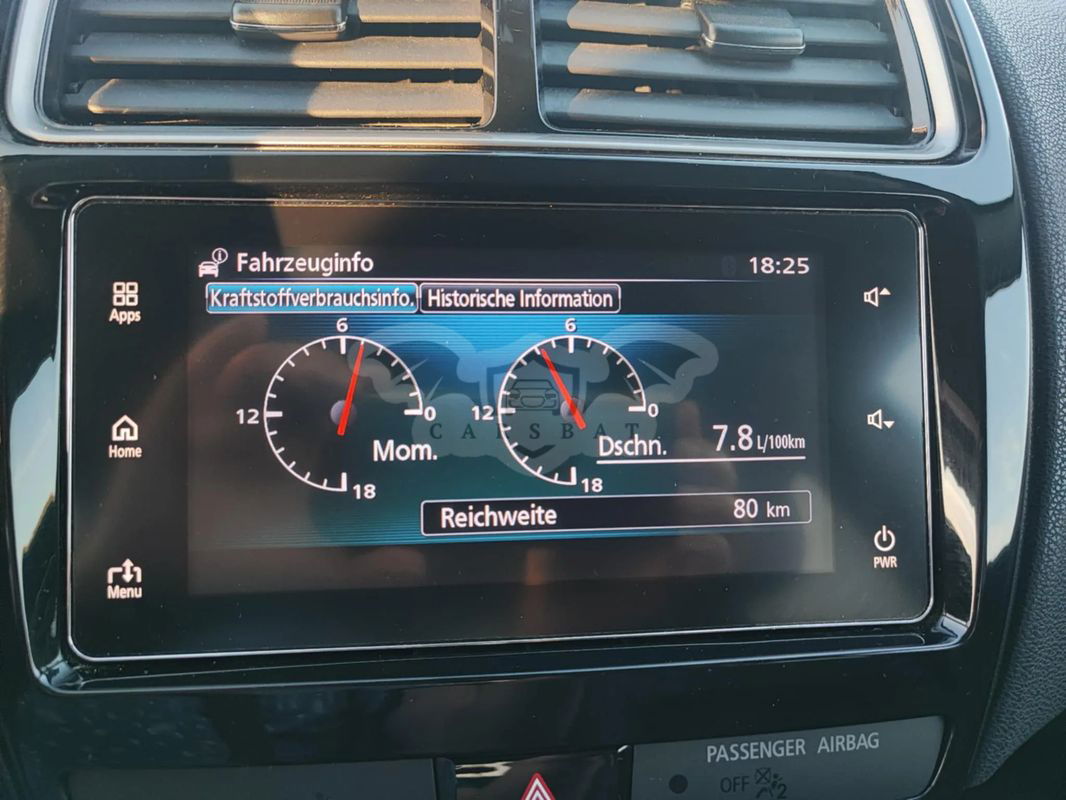 Fahrzeuginfo
18:25
Kraftstoffverbrauchsinfo.
Historische Information
Apps
6
6
12
0
12
0
CARSBAT
Home
Mom.
Dschn.
7.8 L/100km
18
18
Reichweite
80 km
Menu
PWR
PASSENGER AIRBAG
OFF
2